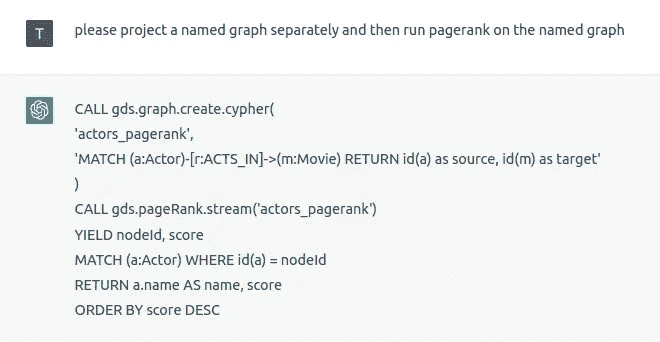 T
please project a named graph separately and then run pagerank on the named graph
CALL gds.graph.create.cypher(
'actors_pagerank',
'MATCH (a:Actor)-[r:ACTS_IN]->(m:Movie) RETURN id(a) as source, id(m) as target'
)
CALL gds.pageRank.stream('actors_pagerank')
YIELD nodeId, score
MATCH (a:Actor) WHERE id(a) = nodeId
RETURN a.name AS name, score
ORDER BY score DESC